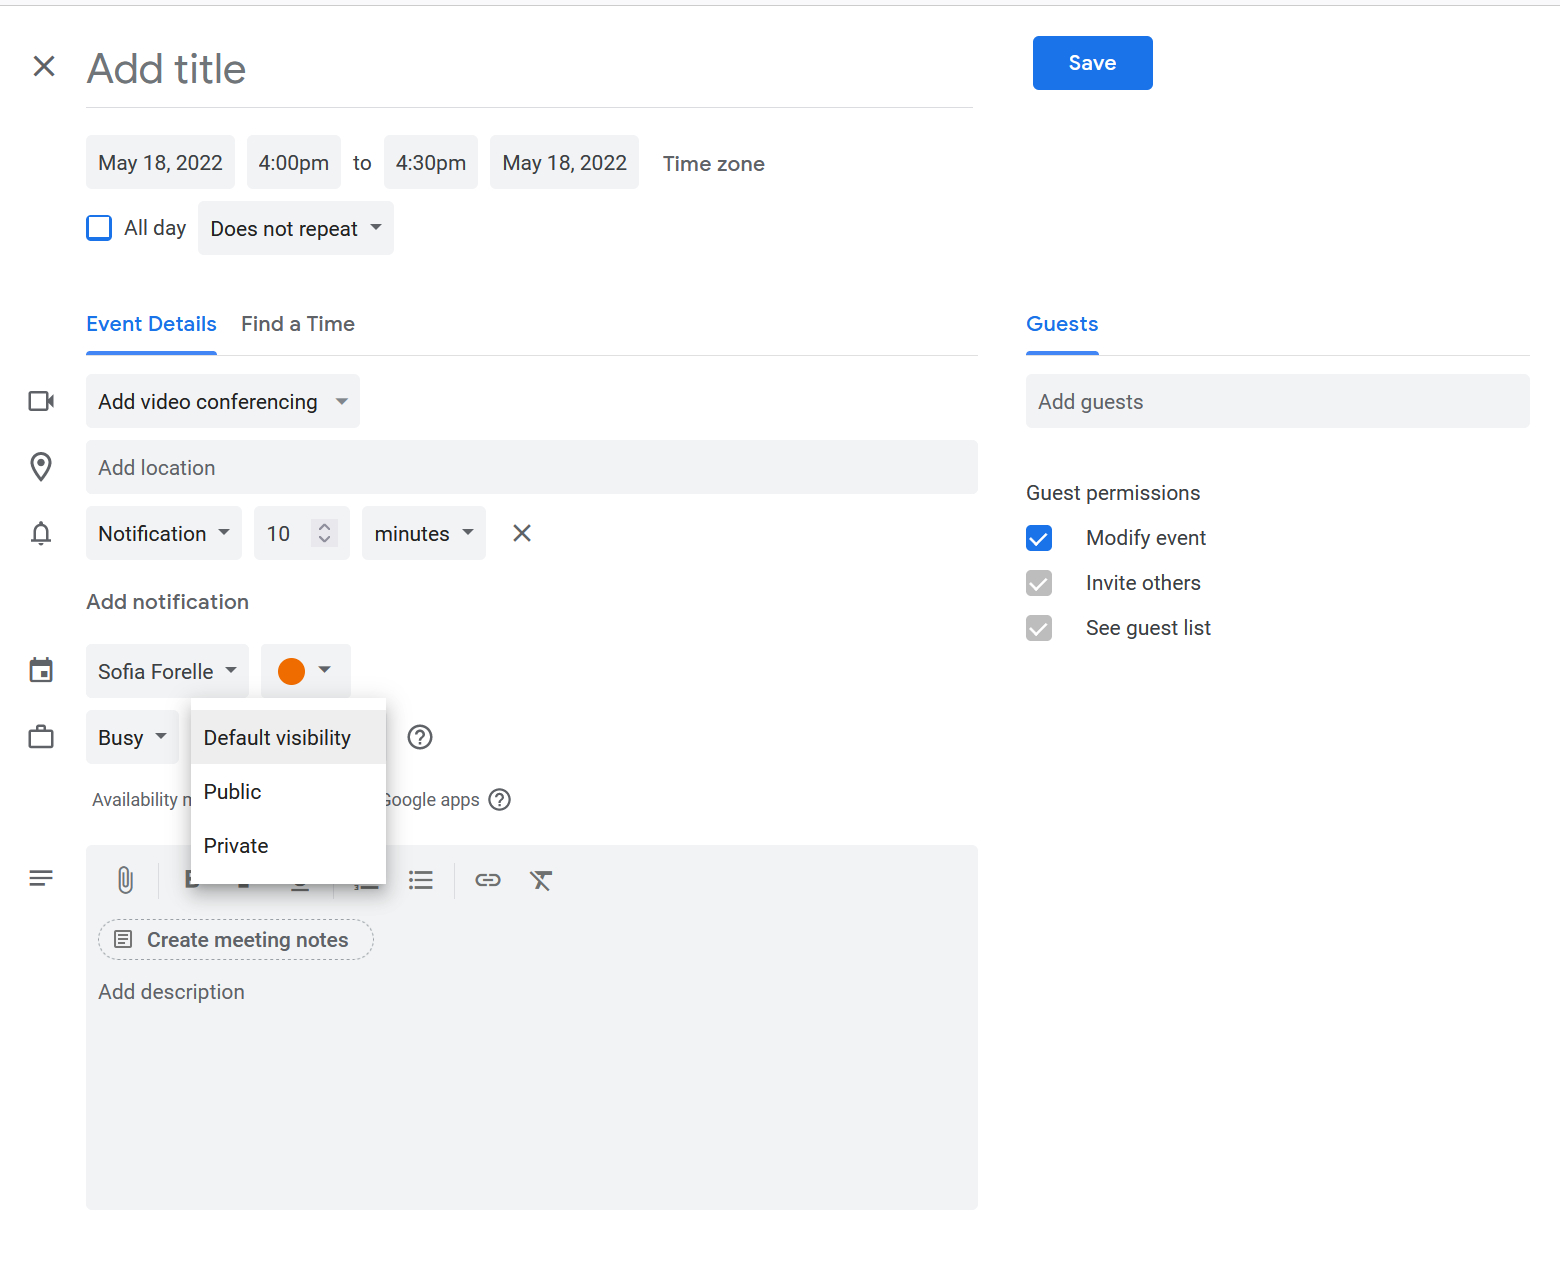 Add title
Save
May 18, 2022 4:00pm to 4:30pm May 18, 2022 Time zone
All day Does not repeat
Event Details Find a Time
Guests
Add video conferencing
Add guests
Add location
Guest permissions
Notification 10 minutes
Modify event
Invite others
Add notification
See guest list
Sofia Forelle
Busy Default visibility
Public
Availability Google apps
Private
Create meeting notes
Add description